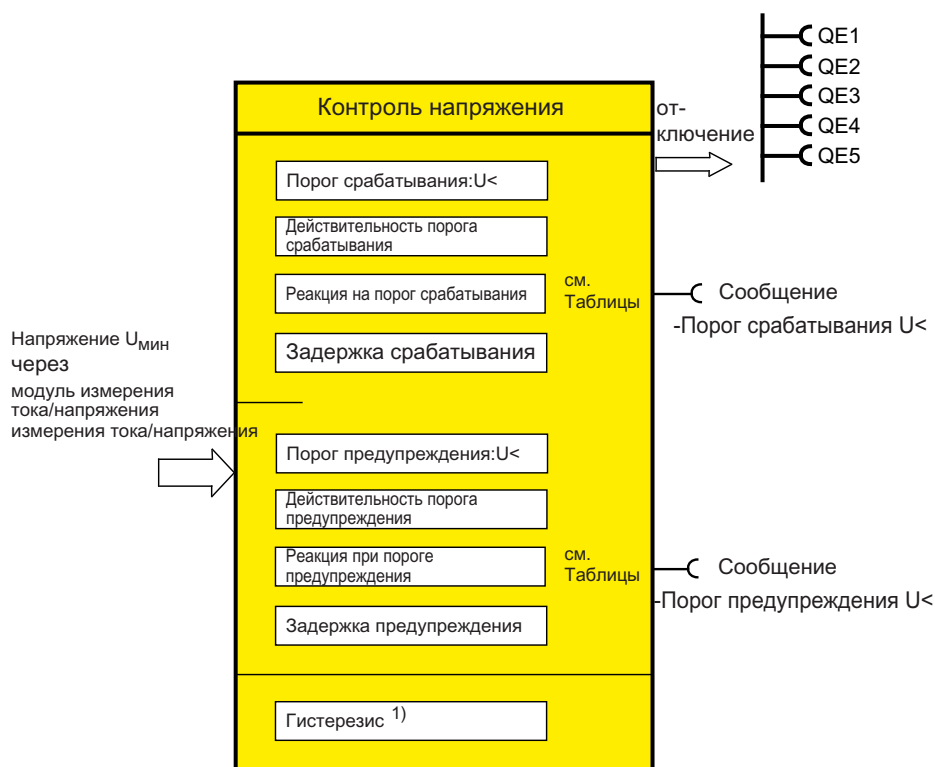 QE1
QE2
QE3
QE4
QE5
Контроль напряжения
от-
ключение
Порог срабатывания:U<
Действительность порога
срабатывания
Реакция на порог срабатывания
см.
Таблицы
Сообщение
-Порог срабатывания U<
Задержка срабатывания
Напряжение Uмин
через
модуль измерения
тока/напряжения
измерения тока/напряжения
Порог предупреждения:U<
Действительность порога
предупреждения
Реакция при пороге
предупреждения
см.
Таблицы
Сообщение
-Порог предупреждения U<
Задержка предупреждения
Гистерезис 1)